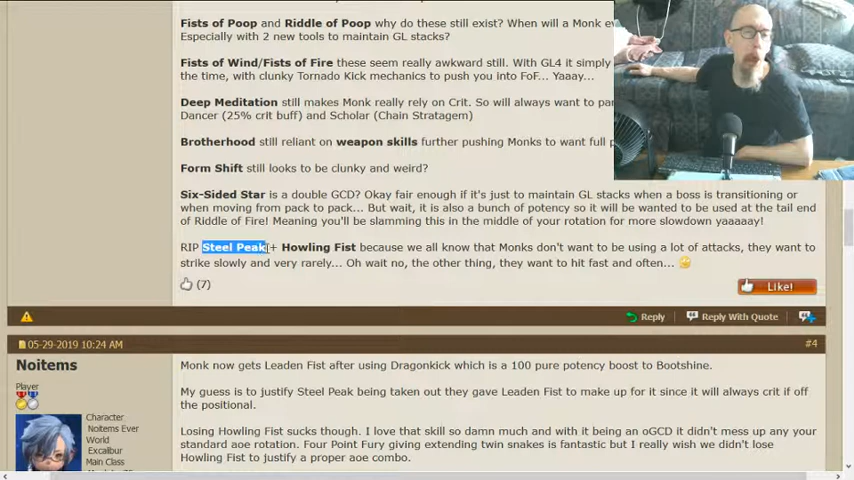 Fists of Poop and Riddle of Poop why do these still exist? When will a Monk ev
Especially with 2 new tools to maintain GL stacks?
Fists of Wind/Fists of Fire these seem really awkward still. With GL4 it simply
the time, with clunky Tornado Kick mechanics to push you into FoF... Yaaay...
Deep Meditation still makes Monk really rely on Crit. So will always want to pa
Dancer (25% crit buff) and Scholar (Chain Stratagem)
Brotherhood still reliant on weapon skills further pushing Monks to want full p
Form Shift still looks to be clunky and weird?
Six-Sided Star is a double GCD? Okay fair enough if it's just to maintain GL stacks when a boss is transitioning or
when moving from pack to pack... But wait, it is also a bunch of potency so it will be wanted to be used at the tail end
of Riddle of Fire! Meaning you'll be slamming this in the middle of your rotation for more slowdown yaaaaay!
RIP Steel Peak + Howling Fist because we all know that Monks don't want to be using a lot of attacks, they want to
strike slowly and very rarely... Oh wait no, the other thing, they want to hit fast and often...
(7)
Like!
Reply
Reply With Quote
05-29-2019 10:24 AM
#4
Noitems
Player
Character
Noitems Ever
World
Excalibur
Main Class
Monk now gets Leaden Fist after using Dragonkick which is a 100 pure potency boost to Bootshine.
My guess is to justify Steel Peak being taken out they gave Leaden Fist to make up for it since it will always crit if off
the positional.
Losing Howling Fist sucks though. I love that skill so damn much and with it being an oGCD it didn't mess up any your
standard aoe rotation. Four Point Fury giving extending twin snakes is fantastic but I really wish we didn't lose
Howling Fist to justify a proper aoe combo.